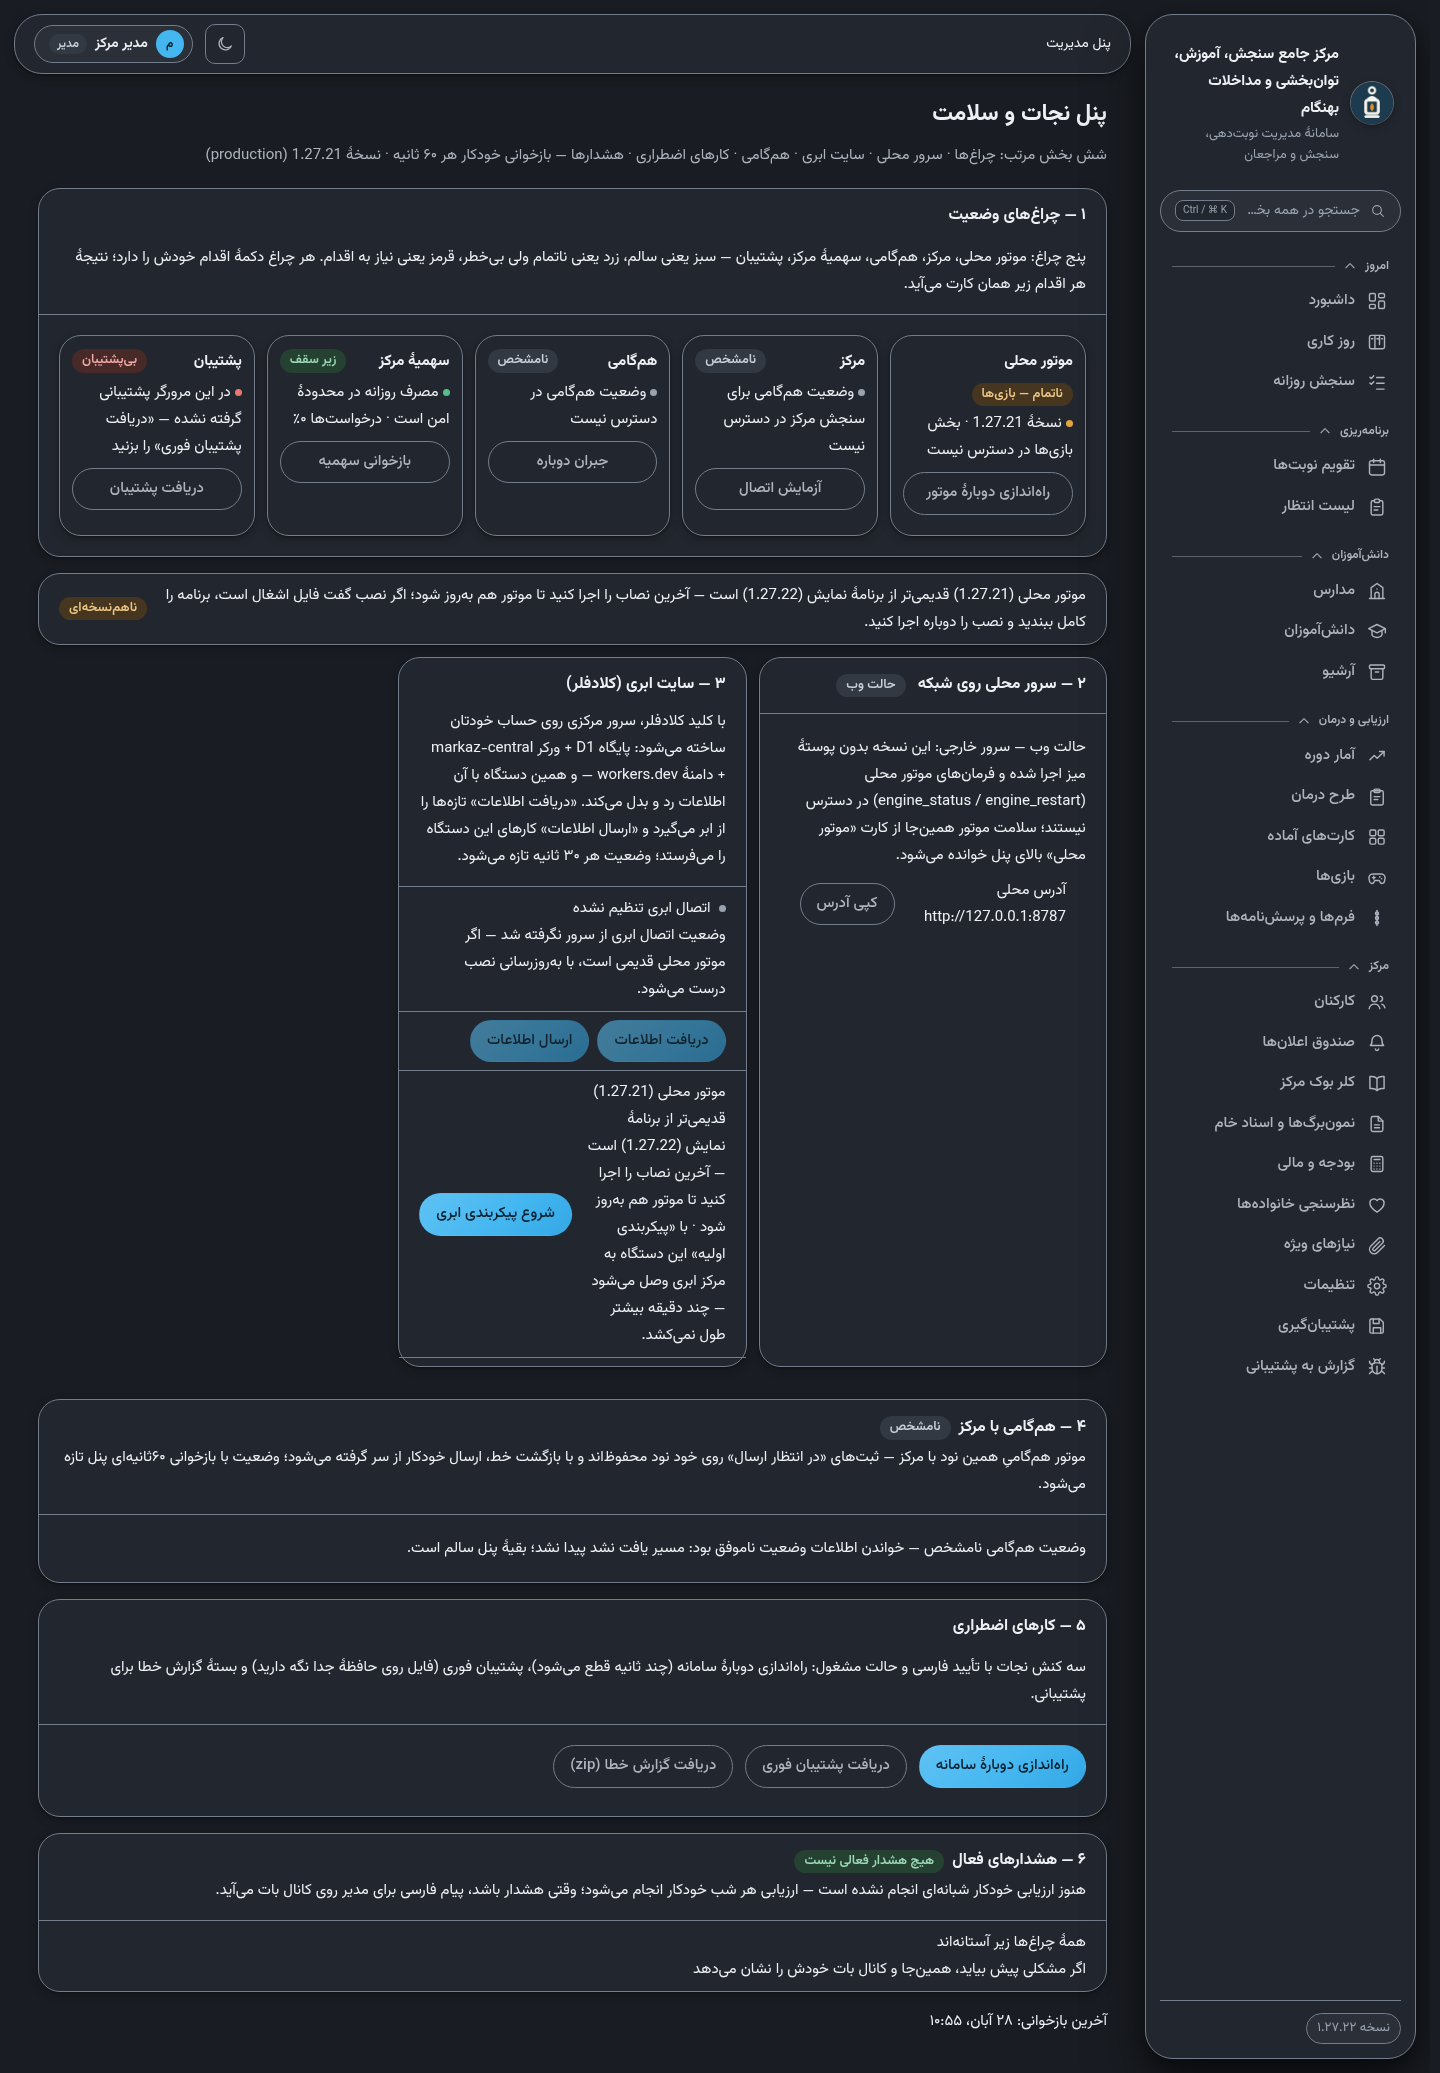 مرکز جامع سنجش، آموزش،
توان‌بخشی و مداخلات
بهنگام
سامانهٔ مدیریت نوبت‌دهی،
سنجش و مراجعان
جستجو در همه بخ...
Ctrl / ⌘ K
امروز
داشبورد
روز کاری
سنجش روزانه
برنامه‌ریزی
تقویم نوبت‌ها
لیست انتظار
دانش‌آموزان
مدارس
دانش‌آموزان
آرشیو
ارزیابی و درمان
آمار دوره
طرح درمان
کارت‌های آماده
بازی‌ها
فرم‌ها و پرسش‌نامه‌ها
مرکز
کارکنان
صندوق اعلان‌ها
کلر بوک مرکز
نمون‌برگ‌ها و اسناد خام
بودجه و مالی
نظرسنجی خانواده‌ها
نیازهای ویژه
تنظیمات
پشتیبان‌گیری
گزارش به پشتیبانی
نسخه ۱.۲۷.۲۲
پنل مدیریت
م
مدیر مرکز
مدیر
پنل نجات و سلامت
شش بخش مرتب: چراغ‌ها · سرور محلی · سایت ابری · هم‌گامی · کارهای اضطراری · هشدارها — بازخوانی خودکار هر ۶۰ ثانیه · نسخهٔ 1.27.21 (production)
۱ — چراغ‌های وضعیت
پنج چراغ: موتور محلی، مرکز، هم‌گامی، سهمیهٔ مرکز، پشتیبان — سبز یعنی سالم، زرد یعنی ناتمام ولی بی‌خطر، قرمز یعنی نیاز به اقدام. هر چراغ دکمهٔ اقدام خودش را دارد؛ نتیجهٔ
هر اقدام زیر همان کارت می‌آید.
موتور محلی
ناتمام — بازی‌ها
نسخهٔ 1.27.21 · بخش
بازی‌ها در دسترس نیست
راه‌اندازی دوبارهٔ موتور
مرکز
نامشخص
وضعیت هم‌گامی برای
سنجش مرکز در دسترس
نیست
آزمایش اتصال
هم‌گامی
نامشخص
وضعیت هم‌گامی در
دسترس نیست
جبران دوباره
سهمیهٔ مرکز
زیر سقف
مصرف روزانه در محدودهٔ
امن است · درخواست‌ها ۰٪
بازخوانی سهمیه
پشتیبان
بی‌پشتیبان
در این مرورگر پشتیبانی
گرفته نشده — «دریافت
پشتیبان فوری» را بزنید
دریافت پشتیبان
موتور محلی (1.27.21) قدیمی‌تر از برنامهٔ نمایش (1.27.22) است — آخرین نصاب را اجرا کنید تا موتور هم به‌روز شود؛ اگر نصب گفت فایل اشغال است، برنامه را
کامل ببندید و نصب را دوباره اجرا کنید.
ناهم‌نسخه‌ای
۲ — سرور محلی روی شبکه
حالت وب
حالت وب — سرور خارجی: این نسخه بدون پوستهٔ
میز اجرا شده و فرمان‌های موتور محلی
(engine_status / engine_restart) در دسترس
نیستند؛ سلامت موتور همین‌جا از کارت «موتور
محلی» بالای پنل خوانده می‌شود.
آدرس محلی
http://127.0.0.1:8787
کپی آدرس
۳ — سایت ابری (کلادفلر)
با کلید کلادفلر، سرور مرکزی روی حساب خودتان
ساخته می‌شود: پایگاه D1 + ورکر markaz-central
+ دامنهٔ workers.dev — و همین دستگاه با آن
اطلاعات رد و بدل می‌کند. «دریافت اطلاعات» تازه‌ها را
از ابر می‌گیرد و «ارسال اطلاعات» کارهای این دستگاه
را می‌فرستد؛ وضعیت هر ۳۰ ثانیه تازه می‌شود.
اتصال ابری تنظیم نشده
وضعیت اتصال ابری از سرور نگرفته شد — اگر
موتور محلی قدیمی است، با به‌روزرسانی نصب
درست می‌شود.
دریافت اطلاعات
ارسال اطلاعات
موتور محلی (1.27.21)
قدیمی‌تر از برنامهٔ
نمایش (1.27.22) است
— آخرین نصاب را اجرا
کنید تا موتور هم به‌روز
شود · با «پیکربندی
اولیه» این دستگاه به
مرکز ابری وصل می‌شود
— چند دقیقه بیشتر
طول نمی‌کشد.
شروع پیکربندی ابری
۴ — هم‌گامی با مرکز
نامشخص
موتور هم‌گامیِ همین نود با مرکز — ثبت‌های «در انتظار ارسال» روی خود نود محفوظ‌اند و با بازگشت خط، ارسال خودکار از سر گرفته می‌شود؛ وضعیت با بازخوانی ۶۰ثانیه‌ای پنل تازه
می‌شود.
وضعیت هم‌گامی نامشخص — خواندن اطلاعات وضعیت ناموفق بود: مسیر یافت نشد پیدا نشد؛ بقیهٔ پنل سالم است.
۵ — کارهای اضطراری
سه کنش نجات با تأیید فارسی و حالت مشغول: راه‌اندازی دوبارهٔ سامانه (چند ثانیه قطع می‌شود)، پشتیبان فوری (فایل روی حافظهٔ جدا نگه دارید) و بستهٔ گزارش خطا برای
پشتیبانی.
راه‌اندازی دوبارهٔ سامانه
دریافت پشتیبان فوری
دریافت گزارش خطا (zip)
۶ — هشدارهای فعال
هیچ هشدار فعالی نیست
هنوز ارزیابی خودکار شبانه‌ای انجام نشده است — ارزیابی هر شب خودکار انجام می‌شود؛ وقتی هشدار باشد، پیام فارسی برای مدیر روی کانال بات می‌آید.
همهٔ چراغ‌ها زیر آستانه‌اند
اگر مشکلی پیش بیاید، همین‌جا و کانال بات خودش را نشان می‌دهد
آخرین بازخوانی: ۲۸ آبان، ۱۰:۵۵